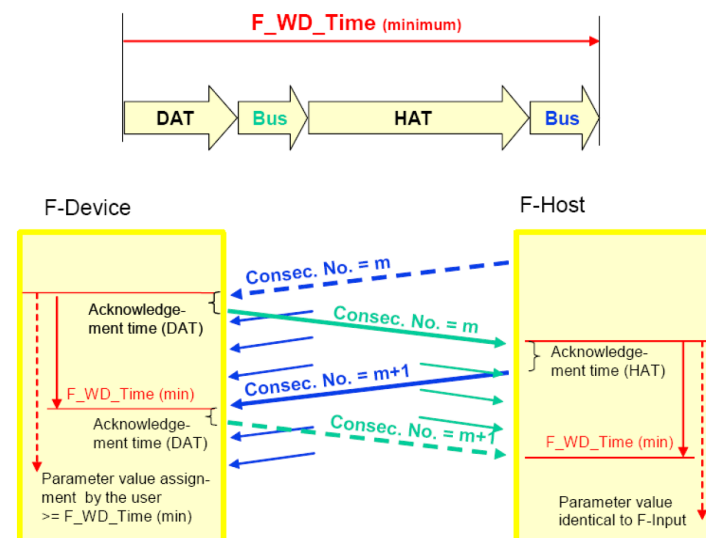 F_WD_Time (minimum)
DAT
Bus
HAT
Bus
F-Device
F-Host
Consec. No. = m
Acknowledge-
ment time (DAT)
Consec. No. = m
Acknowledge-
ment time (HAT)
Consec. No. = m+1
F_WD_Time (min)
Acknowledge-
ment time (DAT)
Consec. No. = m+1
F_WD_Time (min)
Parameter value assign-
ment by the user
>= F_WD_Time (min)
Parameter value
identical to F-Input